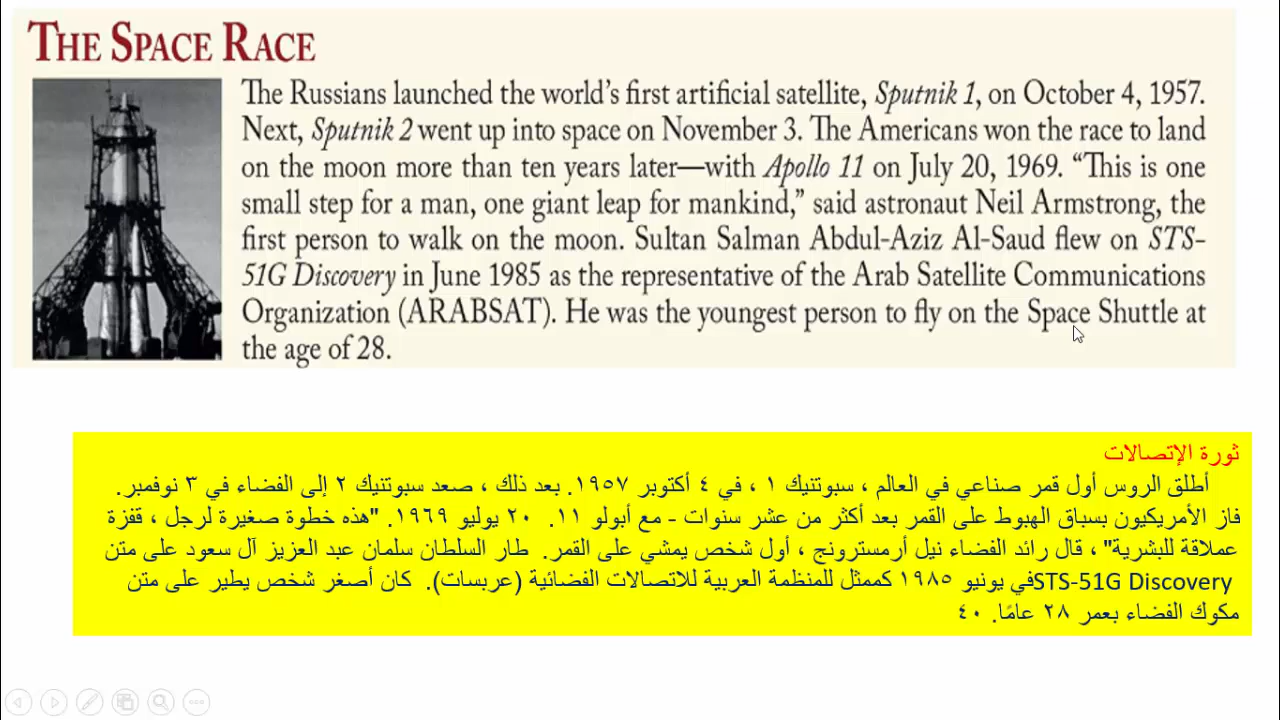 THE SPACE RACE
The Russians launched the world's first artificial satellite, Sputnik 1, on October 4, 1957.
Next, Sputnik 2 went up into space on November 3. The Americans won the race to land
on the moon more than ten years later—with Apollo 11 on July 20, 1969. “This is one
small step for a man, one giant leap for mankind,” said astronaut Neil Armstrong, the
first person to walk on the moon. Sultan Salman Abdul-Aziz Al-Saud flew on STS-
51G Discovery in June 1985 as the representative of the Arab Satellite Communications
Organization (ARABSAT). He was the youngest person to fly on the Space Shuttle at
the age of 28.
ثورة الإتصالات
أطلق الروس أول قمر صناعي في العالم ، سبوتنيك ١ ، في ٤ أكتوبر ١٩٥٧. بعد ذلك ، صعد سبوتنيك ٢ إلى الفضاء في ٣ نوفمبر.
فاز الأمريكيون بسباق الهبوط على القمر بعد أكثر من عشر سنوات - مع أبولو ١١. ٢٠ يوليو ١٩٦٩. "هذه خطوة صغيرة لرجل ، قفزة
عملاقة للبشرية" ، قال رائد الفضاء نيل أرمسترونج ، أول شخص يمشي على القمر. طار السلطان سلمان عبد العزيز آل سعود على متن
STS-51G Discovery في يونيو ١٩٨٥ كممثل للمنظمة العربية للاتصالات الفضائية (عربسات). كان أصغر شخص يطير على متن
مكوك الفضاء بعمر ٢٨ عامًا. ٤٠